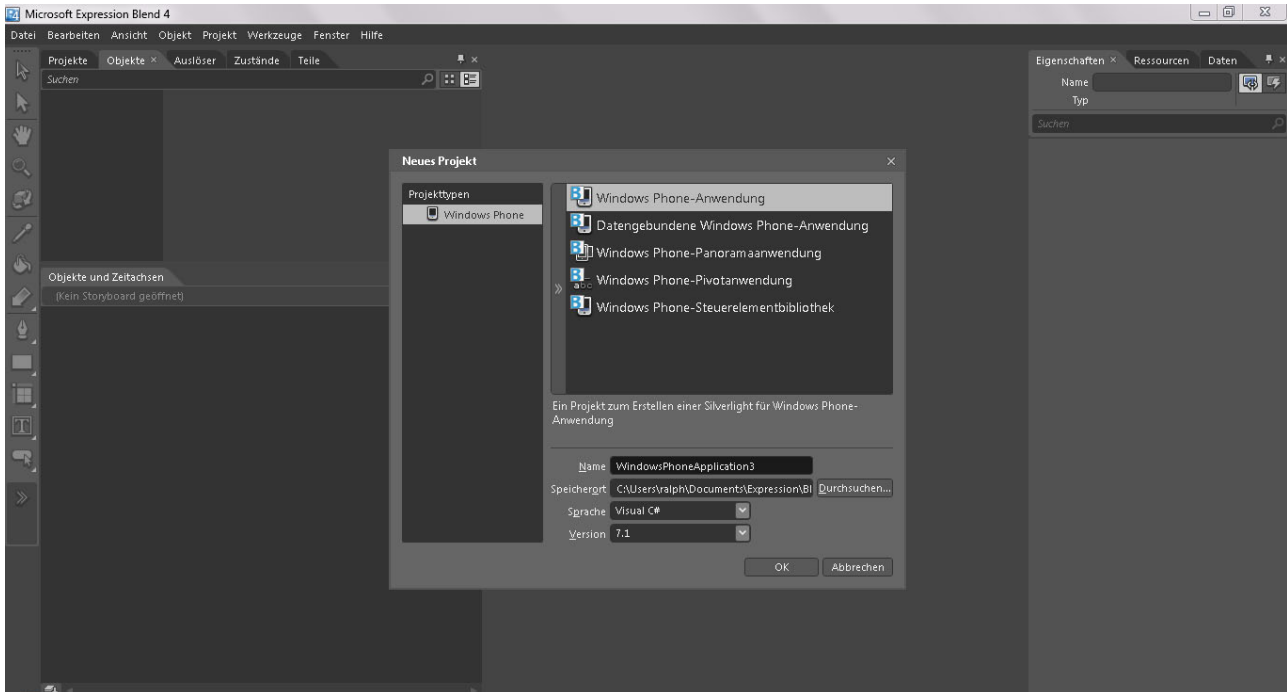 Microsoft Expression Blend 4
Datei Bearbeiten Ansicht Objekt Projekt Werkzeuge Fenster Hilfe
Projekte Objekte Auslöser Zustände Teile
Suchen
Eigenschaften Ressourcen Daten
Name
Typ
Suchen
Objekte und Zeitachsen
(Kein Storyboard geöffnet)
Neues Projekt
Projekttypen
Windows Phone
Windows Phone-Anwendung
Datengebundene Windows Phone-Anwendung
Windows Phone-Panoramaanwendung
Windows Phone-Pivotanwendung
Windows Phone-Steuerelementbibliothek
Ein Projekt zum Erstellen einer Silverlight für Windows Phone-
Anwendung
Name WindowsPhoneApplication3
Speicherort C:\Users\ralph\Documents\Expression\Bl Durchsuchen...
Sprache Visual C#
Version 7.1
OK Abbrechen